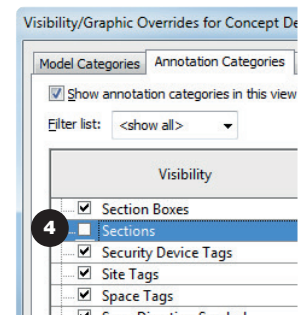 Visibility/Graphic Overrides for Concept De
Model Categories Annotation Categories
Show annotation categories in this view
Filter list: <show all>
Visibility
Section Boxes
4 Sections
Security Device Tags
Site Tags
Space Tags